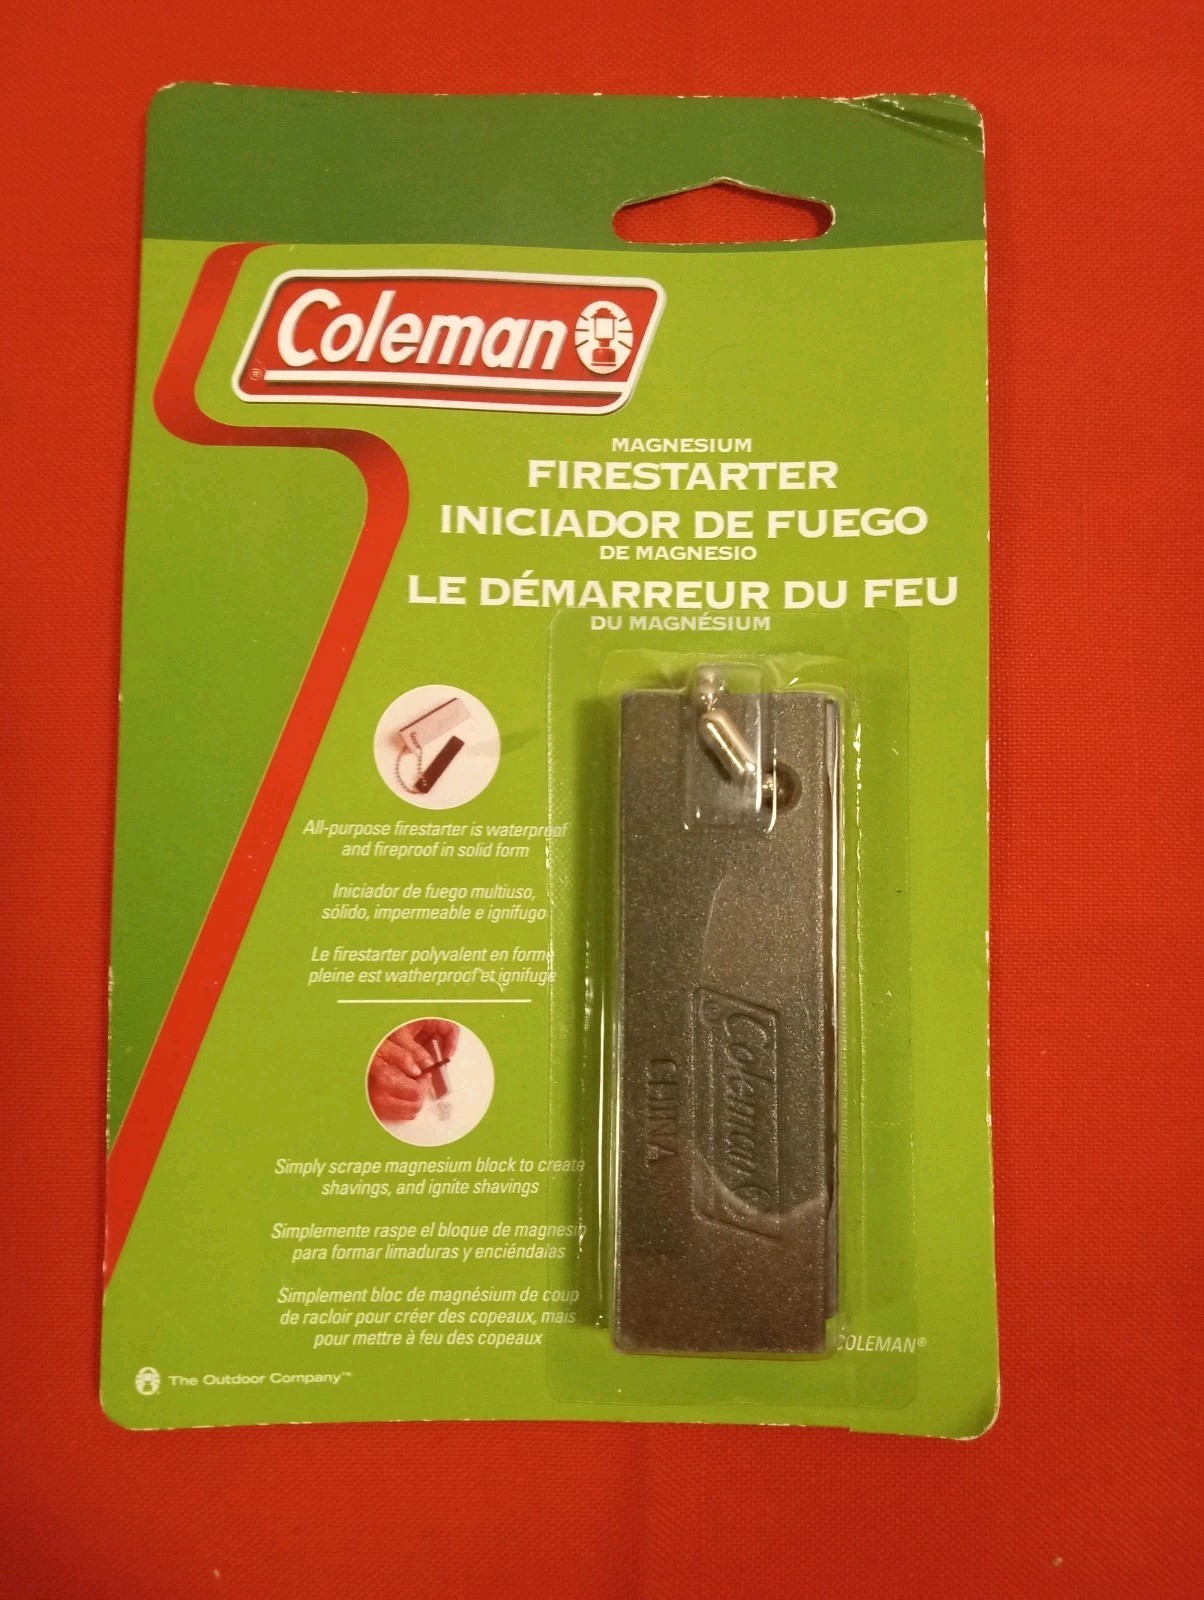 Coleman
®
MAGNESIUM
FIRESTARTER
INICIADOR DE FUEGO
DE MAGNESIO
LE DÉMARREUR DU FEU
DU MAGNÉSIUM
All-purpose firestarter is waterproof
and fireproof in solid form
Iniciador de fuego multiuso,
sólido, impermeable e ignífugo
Le firestarter polyvalent en forme
pleine est watherproof et ignifuge
Simply scrape magnesium block to create
shavings, and ignite shavings
Simplemente raspe el bloque de magnesio
para formar limaduras y enciéndalas
Simplement bloc de magnésium de coup
de racloir pour créer des copeaux, mais
pour mettre à feu des copeaux
The Outdoor Company™
Coleman
®
CHINA
COLEMAN®